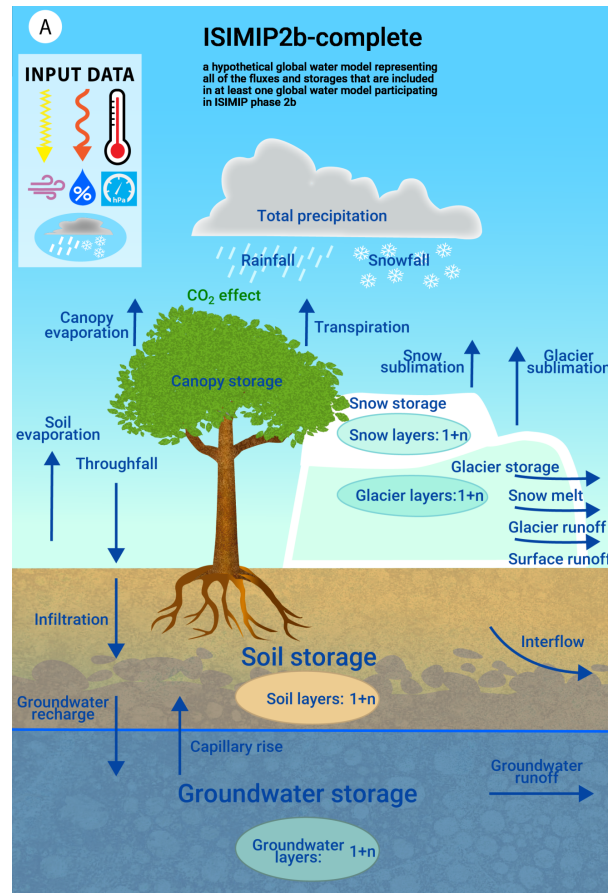 A
ISIMIP2b-complete
a hypothetical global water model representing
all of the fluxes and storages that are included
in at least one global water model participating
in ISIMIP phase 2b
INPUT DATA
%
hPa
Total precipitation
Rainfall
Snowfall
CO₂ effect
Canopy
evaporation
Transpiration
Snow
sublimation
Glacier
sublimation
Canopy storage
Snow storage
Snow layers: 1+n
Soil
evaporation
Throughfall
Glacier storage
Glacier layers: 1+n
Snow melt
Glacier runoff
Surface runoff
Infiltration
Interflow
Soil storage
Soil layers: 1+n
Groundwater
recharge
Capillary rise
Groundwater
runoff
Groundwater storage
Groundwater
layers: 1+n